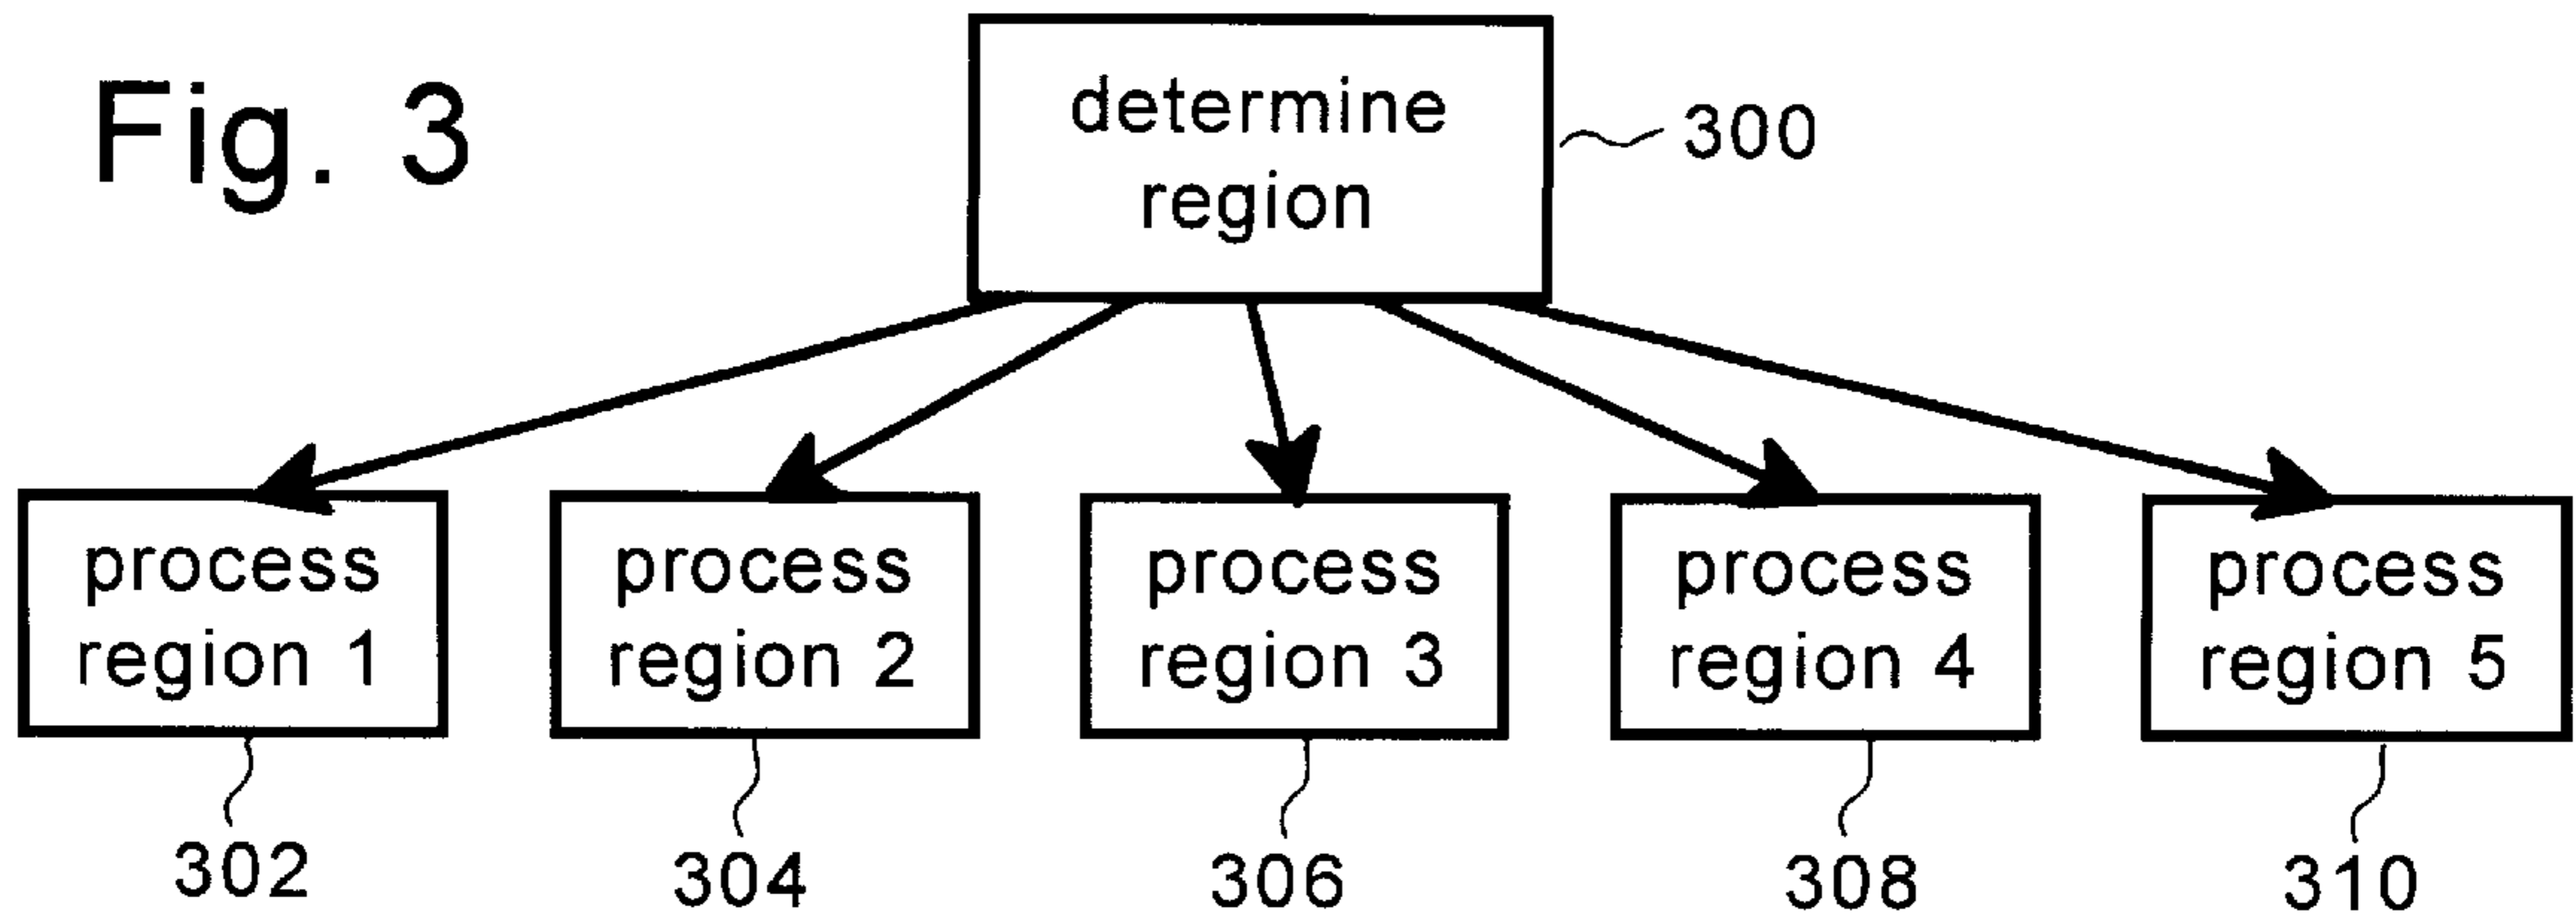 Fig. 3
determine
region
300
process
region 1
process
region 2
process
region 3
process
region 4
process
region 5
302
304
306
308
310